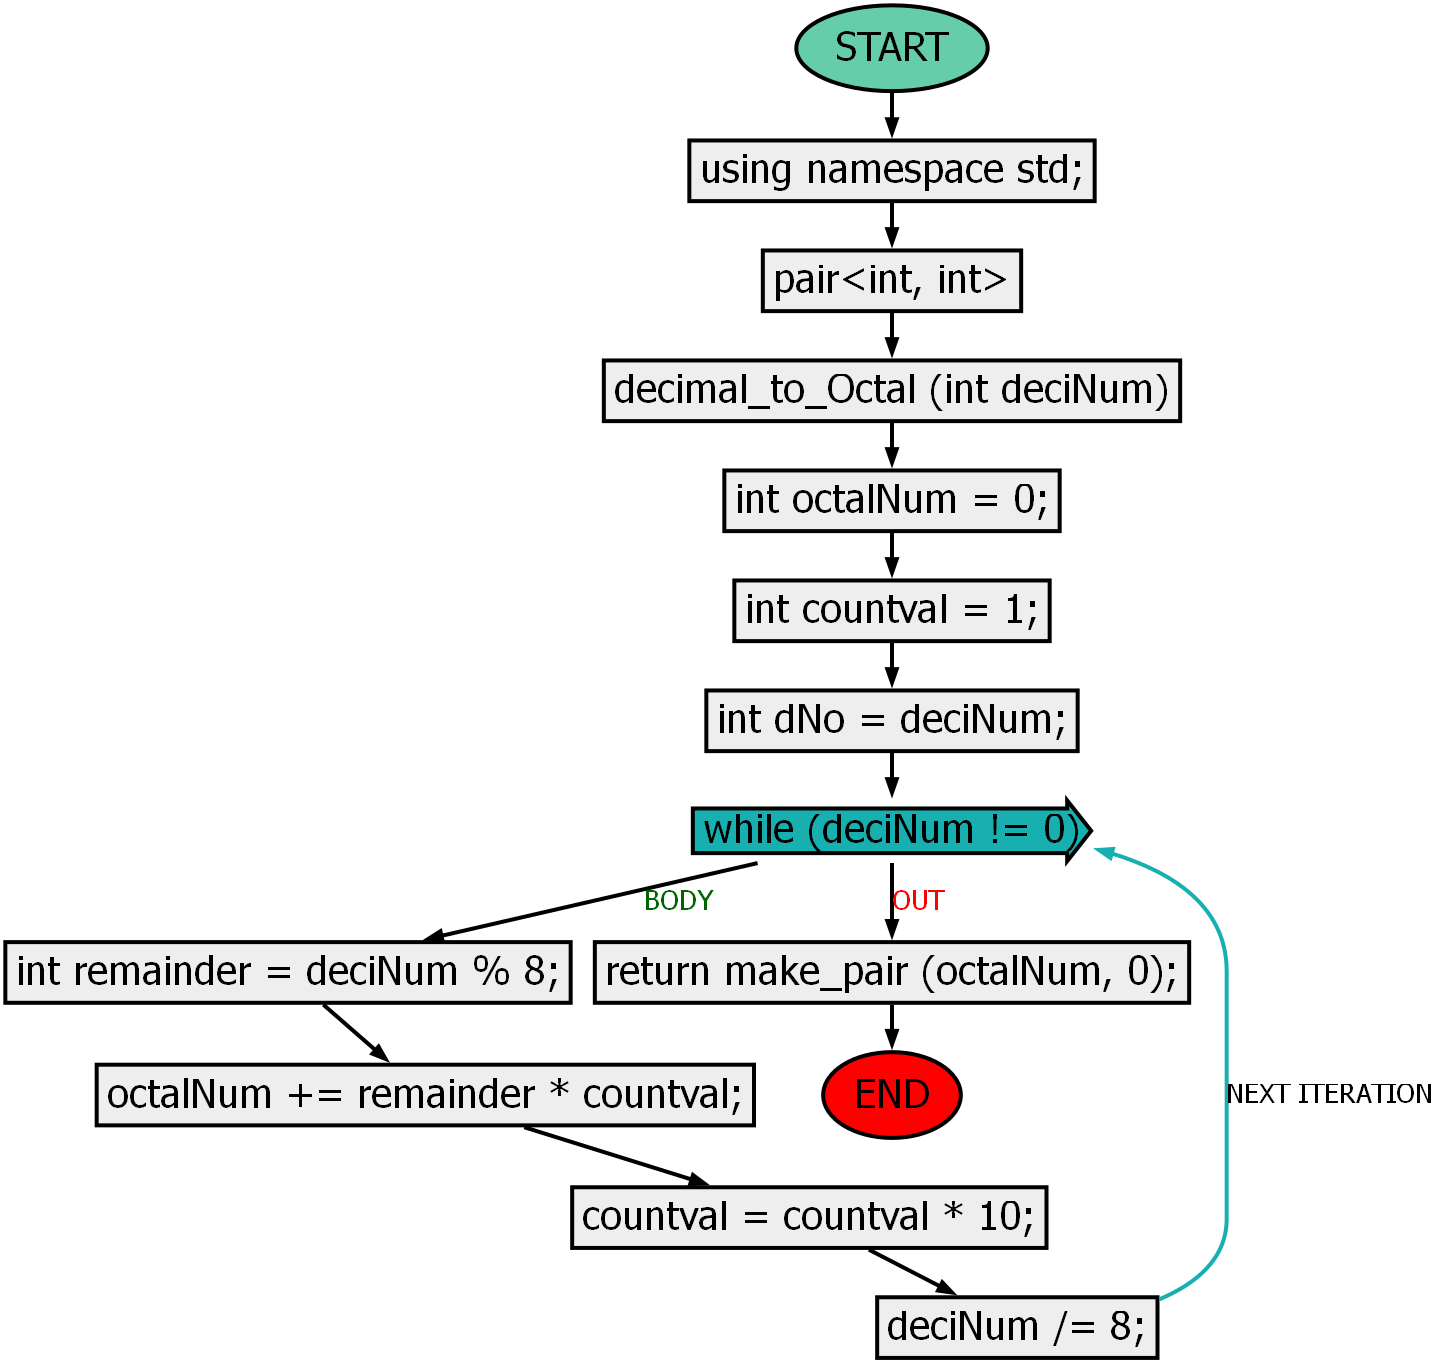 START
using namespace std;
pair<int, int>
decimal_to_Octal (int deciNum)
int octalNum = 0;
int countval = 1;
int dNo = deciNum;
while (deciNum != 0)
BODY
OUT
int remainder = deciNum % 8;
return make_pair (octalNum, 0);
octalNum += remainder * countval;
END
NEXT ITERATION
countval = countval * 10;
deciNum /= 8;